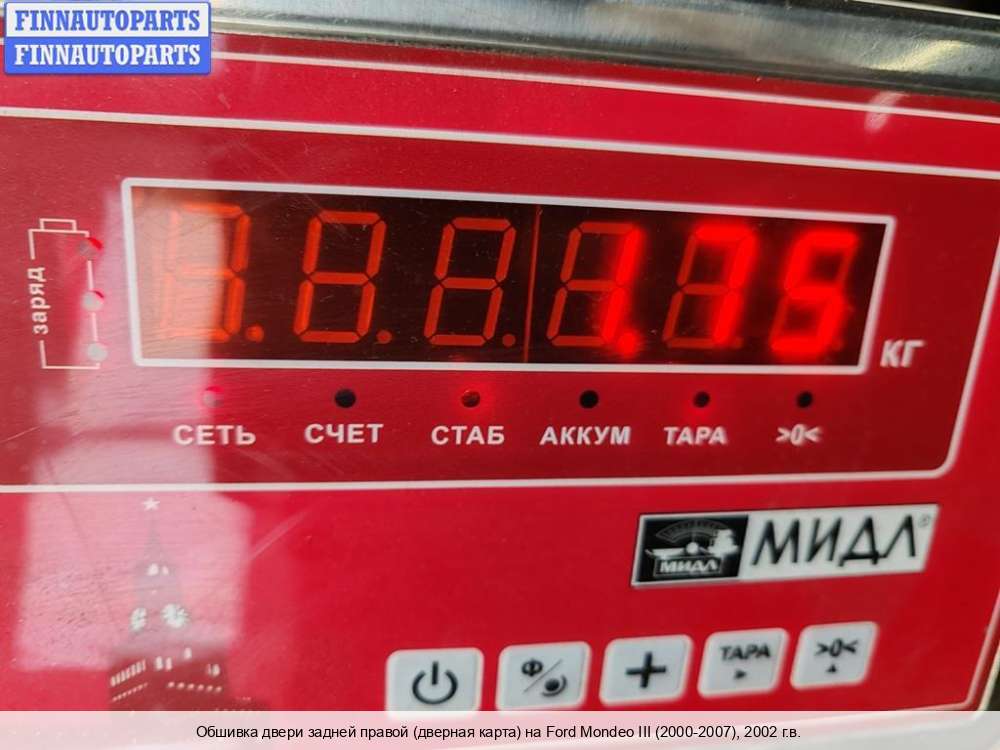 FINNAUTOPARTS
FINNAUTOPARTS
заряд
1.75
КГ
СЕТЬ СЧЕТ СТАБ АККУМ ТАРА >0<
МИДЛ МИДЛ®
Ф ТАРА >0<
Обшивка двери задней правой (дверная карта) на Ford Mondeo III (2000-2007), 2002 г.в.